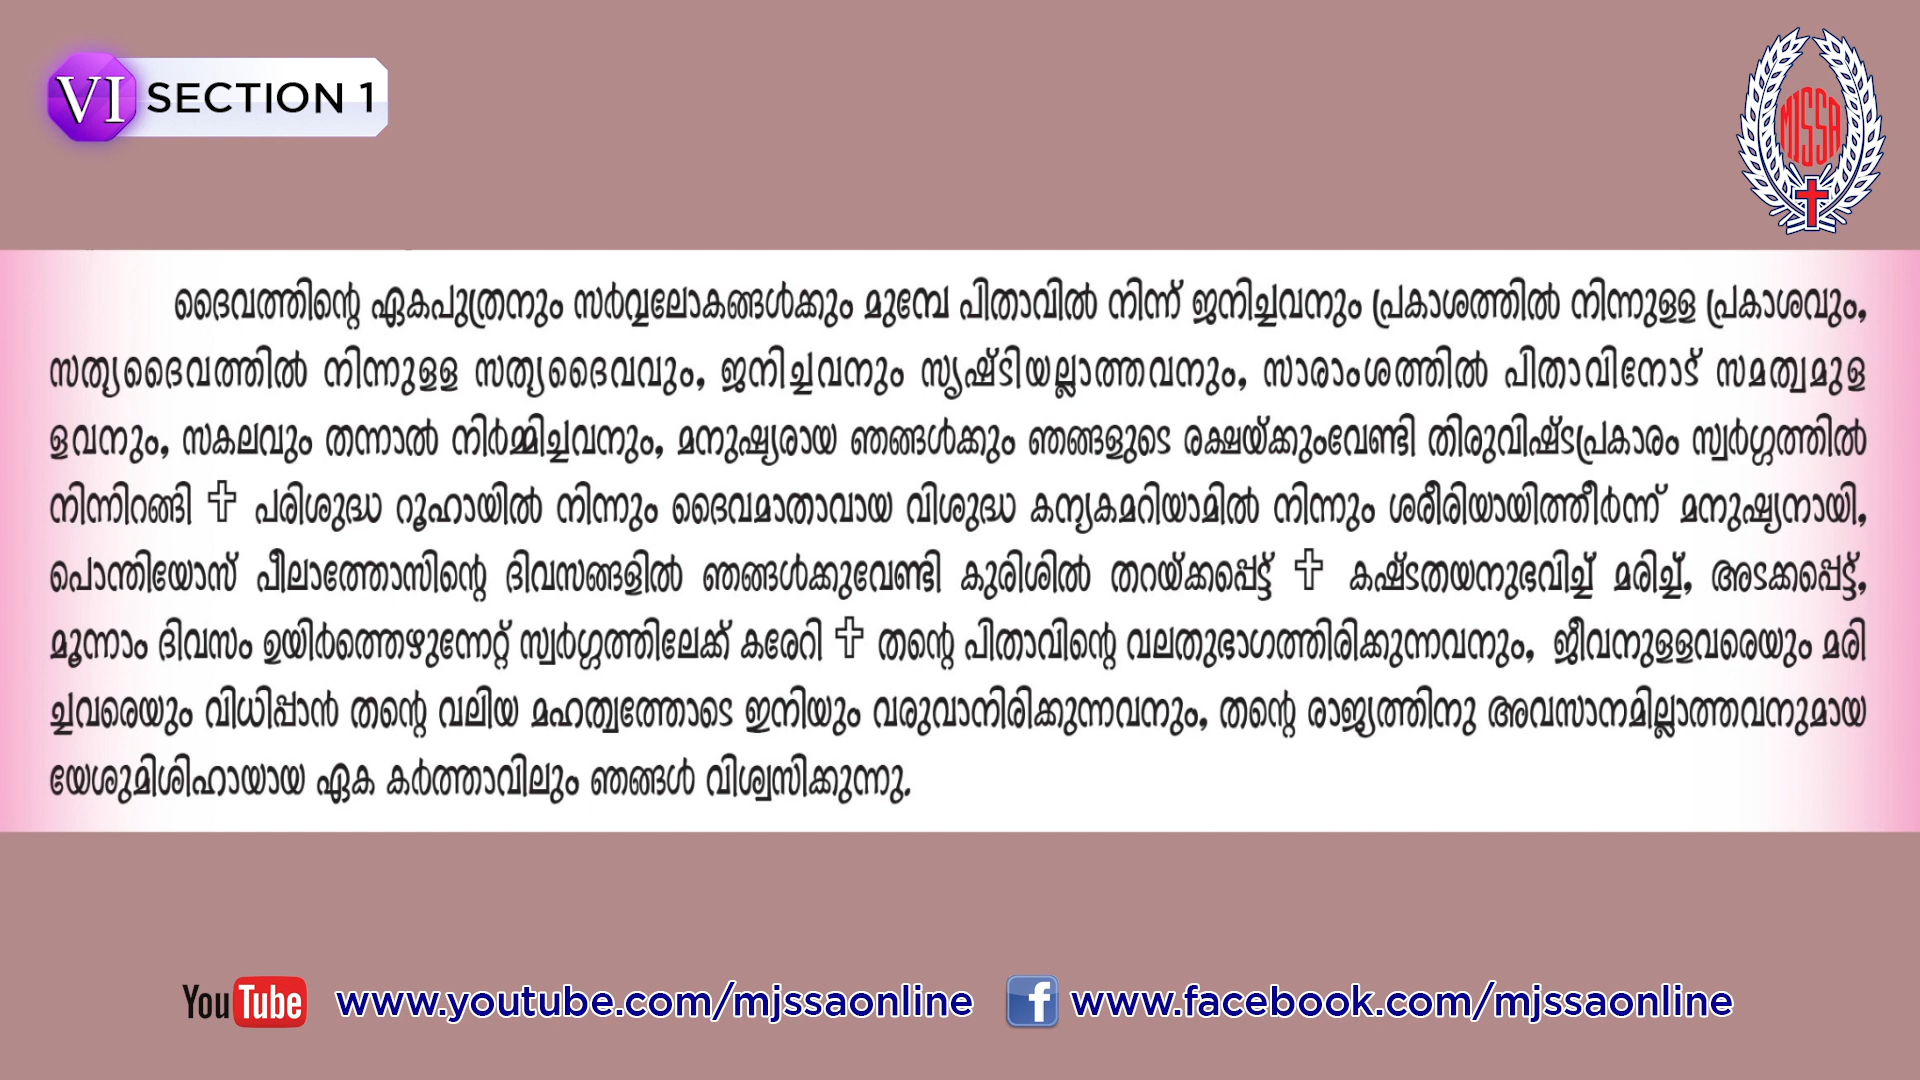 VI SECTION 1
MJSSA
ദൈവത്തിന്റെ ഏകപുത്രനും സർവ്വലോകങ്ങൾക്കും മുമ്പേ പിതാവിൽ നിന്ന് ജനിച്ചവനും പ്രകാശത്തിൽ നിന്നുള്ള പ്രകാശവും,
സത്യദൈവത്തിൽ നിന്നുള്ള സത്യദൈവവും, ജനിച്ചവനും സൃഷ്ടിയല്ലാത്തവനും, സാരാംശത്തിൽ പിതാവിനോട് സമത്വമുള
ളവനും, സകലവും തന്നാൽ നിർമ്മിച്ചവനും, മനുഷ്യരായ ഞങ്ങൾക്കും ഞങ്ങളുടെ രക്ഷയ്ക്കുംവേണ്ടി തിരുവിഷ്ടപ്രകാരം സ്വർഗ്ഗത്തിൽ
നിന്നിറങ്ങി ✞ പരിശുദ്ധ റൂഹായിൽ നിന്നും ദൈവമാതാവായ വിശുദ്ധ കന്യകമറിയാമിൽ നിന്നും ശരീരിയായിത്തീർന്ന് മനുഷ്യനായി,
പൊന്തിയോസ് പീലാത്തോസിന്റെ ദിവസങ്ങളിൽ ഞങ്ങൾക്കുവേണ്ടി കുരിശിൽ തറയ്ക്കപ്പെട്ട് ✞ കഷ്ടതയനുഭവിച്ച് മരിച്ച്, അടക്കപ്പെട്ട്,
മൂന്നാം ദിവസം ഉയിർത്തെഴുന്നേറ്റ് സ്വർഗ്ഗത്തിലേക്ക് കരേറി ✞ തന്റെ പിതാവിന്റെ വലതുഭാഗത്തിരിക്കുന്നവനും, ജീവനുള്ളവരെയും മരി
ച്ചവരെയും വിധിപ്പാൻ തന്റെ വലിയ മഹത്വത്തോടെ ഇനിയും വരുവാനിരിക്കുന്നവനും, തന്റെ രാജ്യത്തിനു അവസാനമില്ലാത്തവനുമായ
യേശുമിശിഹായായ ഏക കർത്താവിലും ഞങ്ങൾ വിശ്വസിക്കുന്നു.
YouTube www.youtube.com/mjssaonline f www.facebook.com/mjssaonline